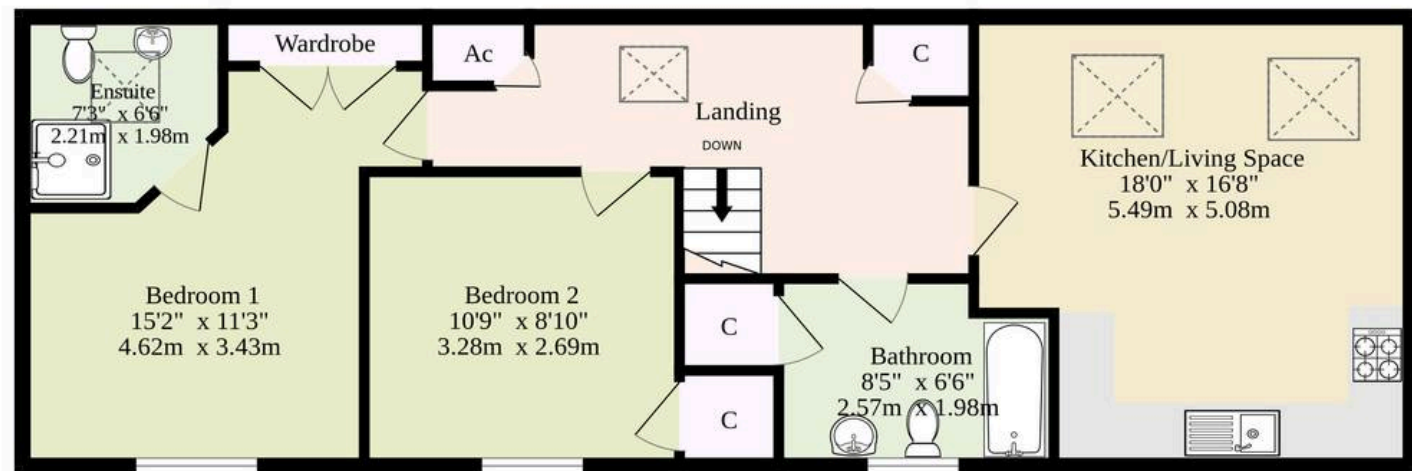 Wardrobe
Ac
C
Ensuite
7'3" x 6'6"
2.21m x 1.98m
Landing
DOWN
Kitchen/Living Space
18'0" x 16'8"
5.49m x 5.08m
Bedroom 1
15'2" x 11'3"
4.62m x 3.43m
Bedroom 2
10'9" x 8'10"
3.28m x 2.69m
C
Bathroom
8'5" x 6'6"
2.57m x 1.98m
C